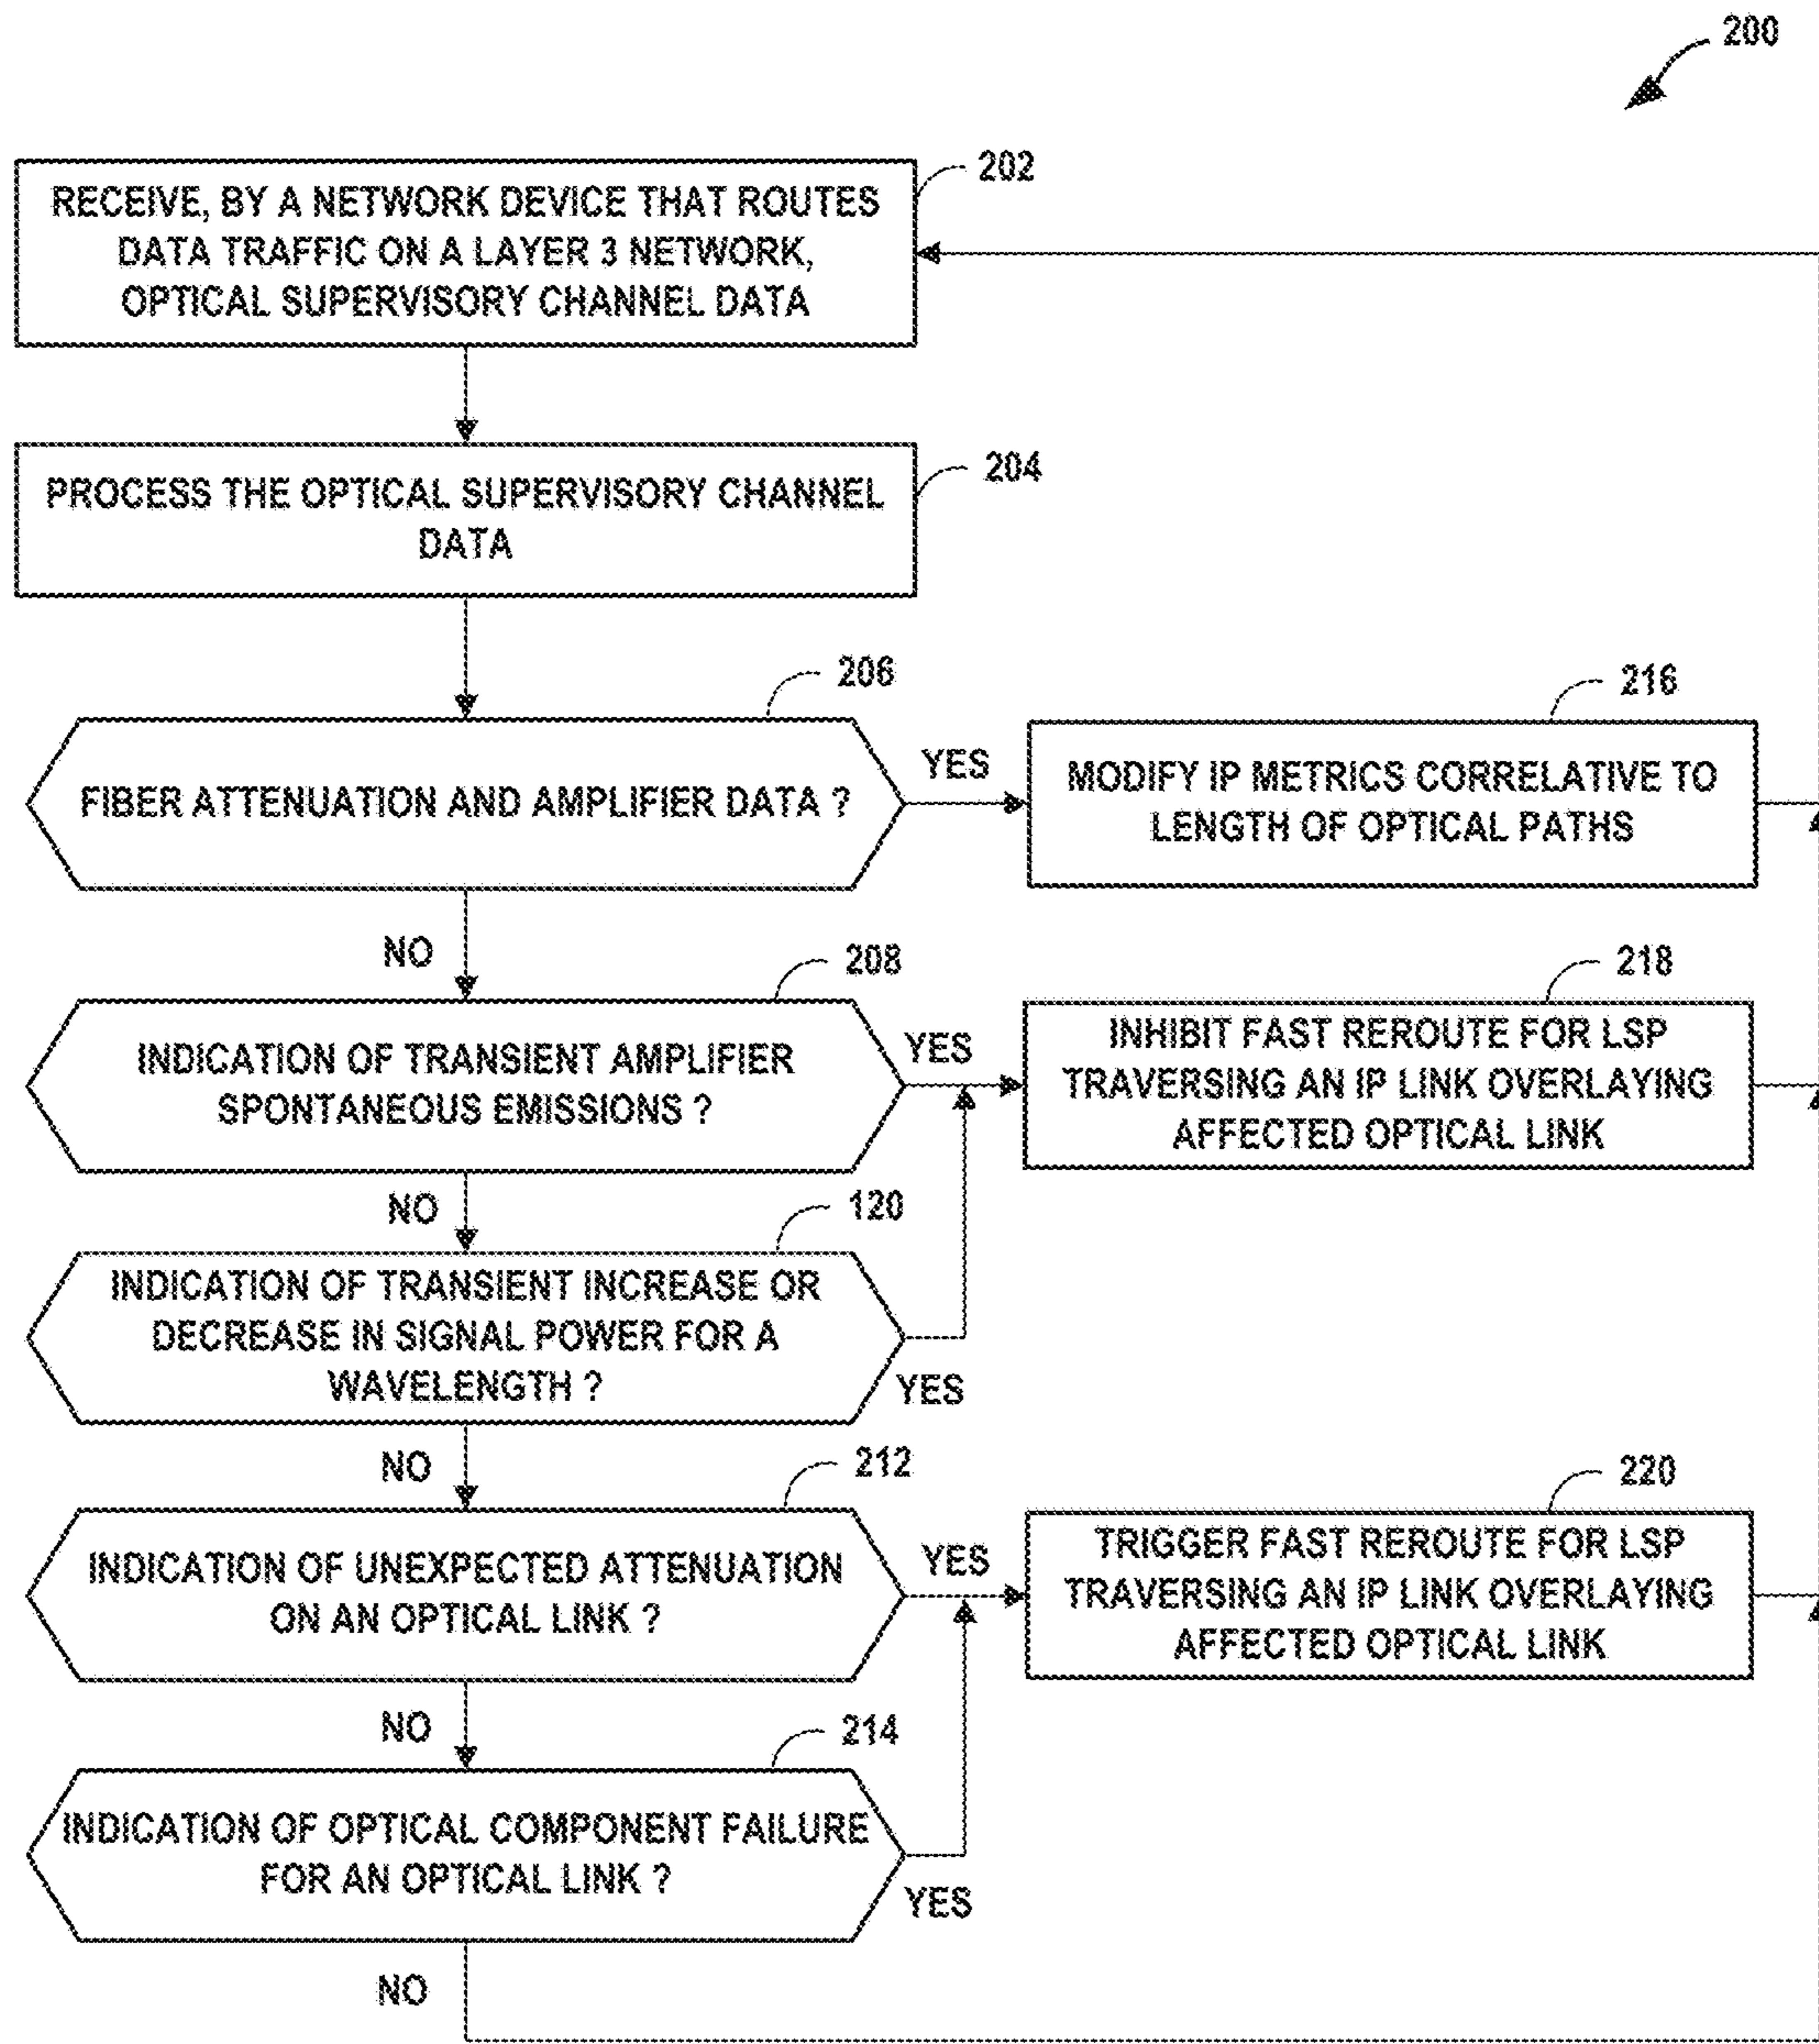 200
202
RECEIVE, BY A NETWORK DEVICE THAT ROUTES
DATA TRAFFIC ON A LAYER 3 NETWORK,
OPTICAL SUPERVISORY CHANNEL DATA
204
PROCESS THE OPTICAL SUPERVISORY CHANNEL
DATA
206
FIBER ATTENUATION AND AMPLIFIER DATA ?
YES
216
MODIFY IP METRICS CORRELATIVE TO
LENGTH OF OPTICAL PATHS
NO
208
INDICATION OF TRANSIENT AMPLIFIER
SPONTANEOUS EMISSIONS ?
YES
218
INHIBIT FAST REROUTE FOR LSP
TRAVERSING AN IP LINK OVERLAYING
AFFECTED OPTICAL LINK
NO
120
INDICATION OF TRANSIENT INCREASE OR
DECREASE IN SIGNAL POWER FOR A
WAVELENGTH ?
YES
NO
212
INDICATION OF UNEXPECTED ATTENUATION
ON AN OPTICAL LINK ?
YES
220
TRIGGER FAST REROUTE FOR LSP
TRAVERSING AN IP LINK OVERLAYING
AFFECTED OPTICAL LINK
NO
214
INDICATION OF OPTICAL COMPONENT FAILURE
FOR AN OPTICAL LINK ?
YES
NO